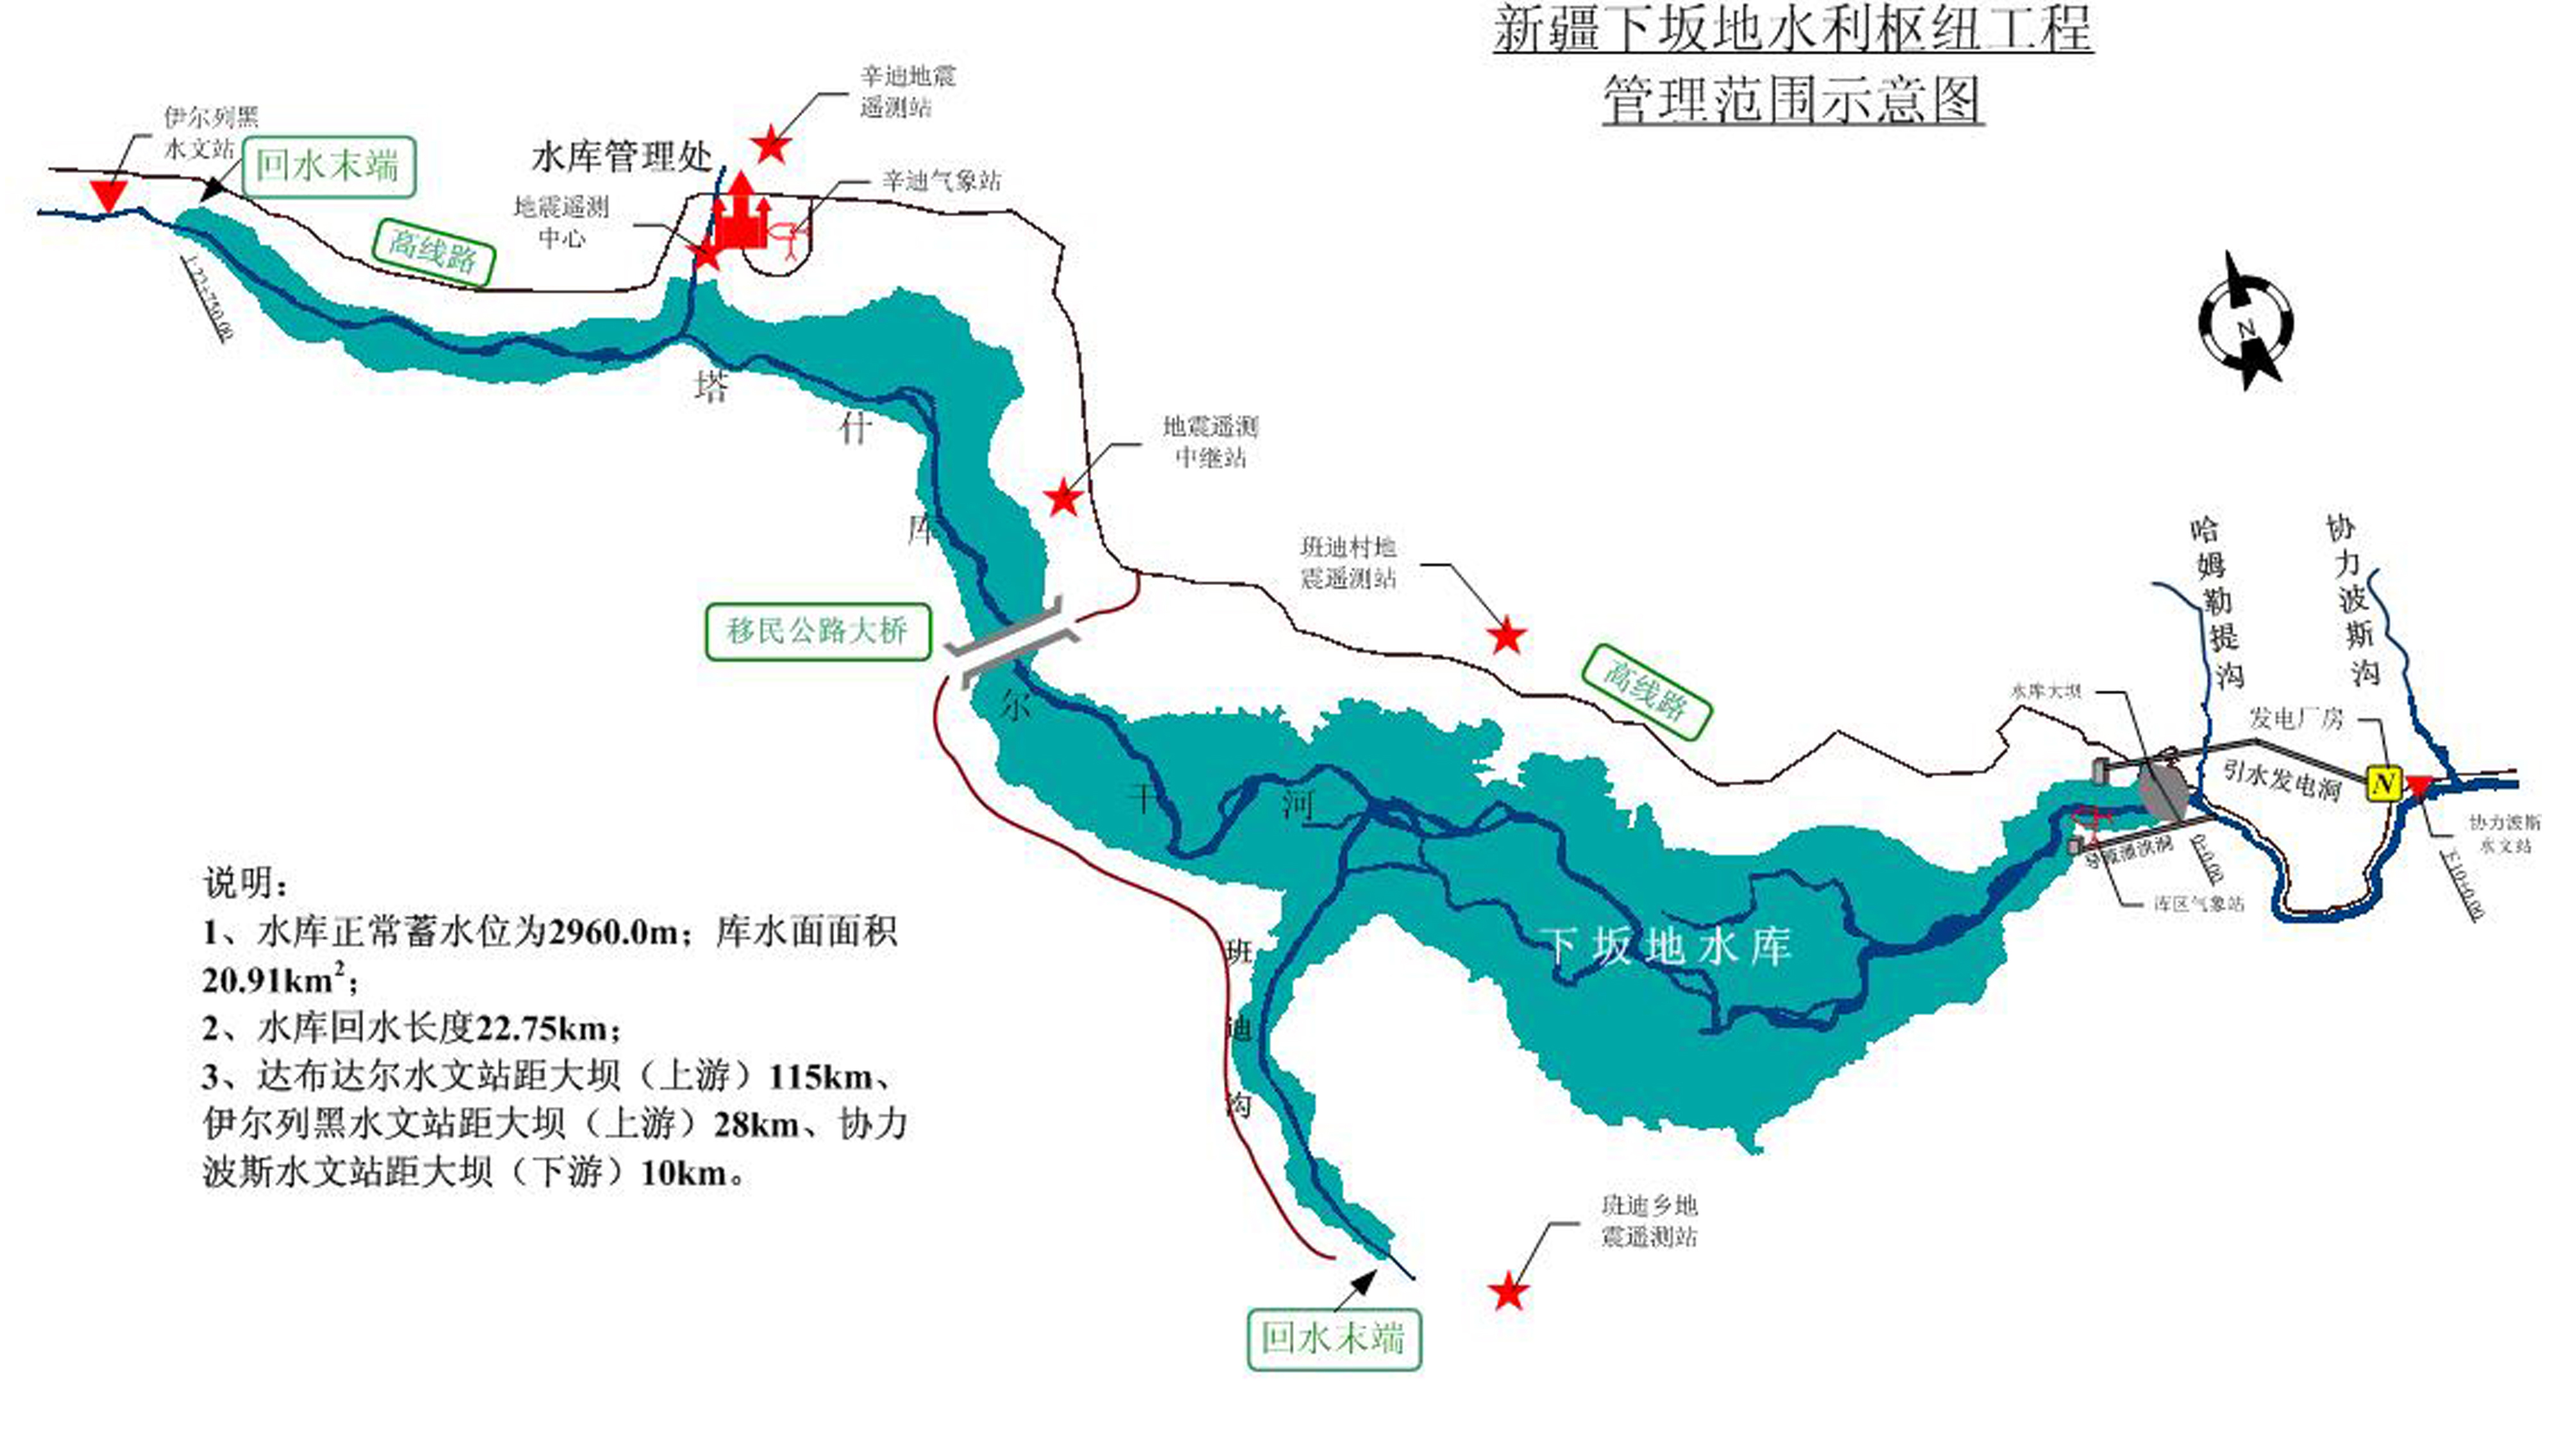 新疆下坂地水利枢纽工程
管理范围示意图
辛迪地震
遥测站
伊尔列黑
水文站
回水末端
水库管理处
辛迪气象站
地震遥测
中心
高线路
塔
什
库
尔
干
河
地震遥测
中继站
班迪村地
震遥测站
移民公路大桥
高线路
哈姆勒提沟
协力波斯沟
水库大坝
发电厂房
引水发电洞
N
N
协力波斯
水文站
导流泄洪洞
0+0.00
下10+0.00
库区气象站
下坂地水库
班
迪
沟
说明：
1、水库正常蓄水位为2960.0m；库水面面积
20.91km²；
2、水库回水长度22.75km；
3、达布达尔水文站距大坝（上游）115km、
伊尔列黑水文站距大坝（上游）28km、协力
波斯水文站距大坝（下游）10km。
班迪乡地
震遥测站
回水末端